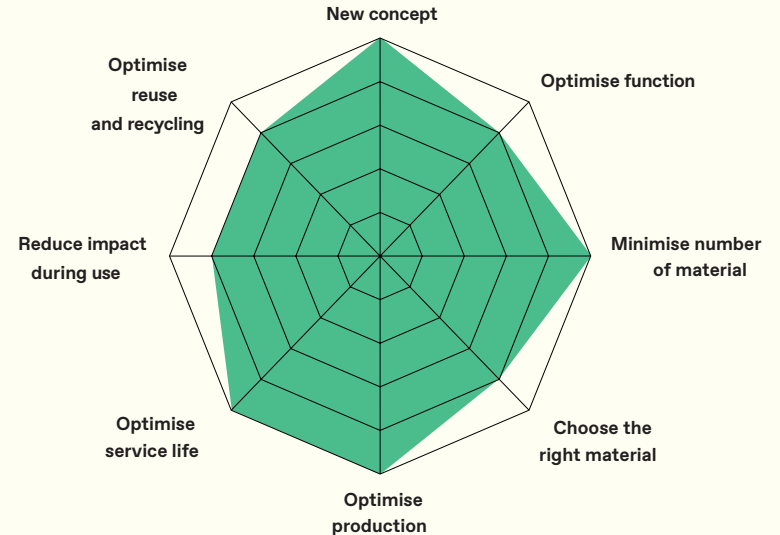 New concept
Optimise function
Minimise number
of material
Choose the
right material
Optimise
production
Optimise
service life
Reduce impact
during use
Optimise
reuse
and recycling